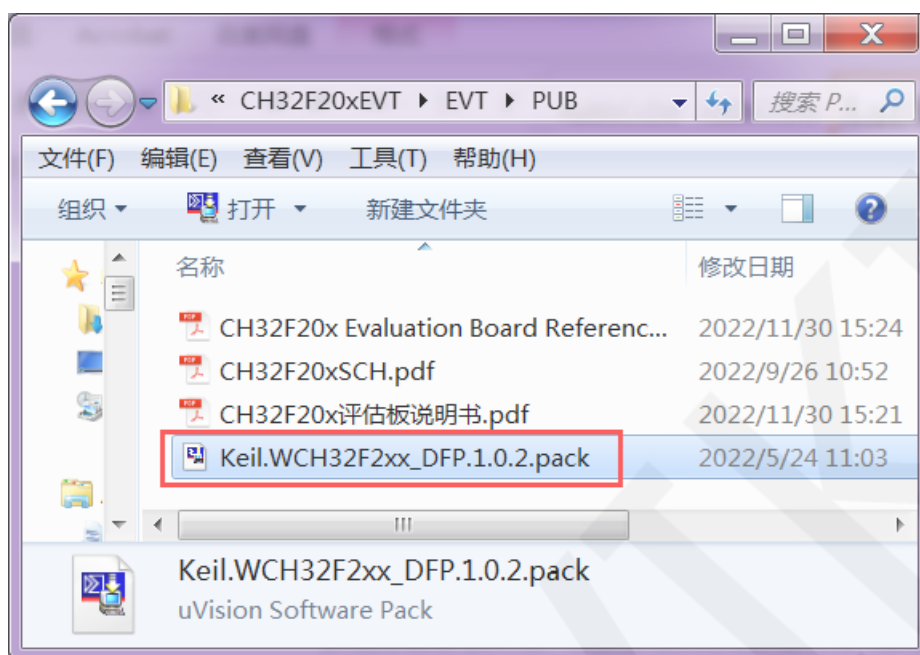 « CH32F20xEVT ▸ EVT ▸ PUB
搜索 P...
文件(F) 编辑(E) 查看(V) 工具(T) 帮助(H)
组织 打开 新建文件夹
名称 修改日期
CH32F20x Evaluation Board Referenc... 2022/11/30 15:24
CH32F20xSCH.pdf 2022/9/26 10:52
CH32F20x评估板说明书.pdf 2022/11/30 15:21
Keil.WCH32F2xx_DFP.1.0.2.pack 2022/5/24 11:03
Keil.WCH32F2xx_DFP.1.0.2.pack
uVision Software Pack